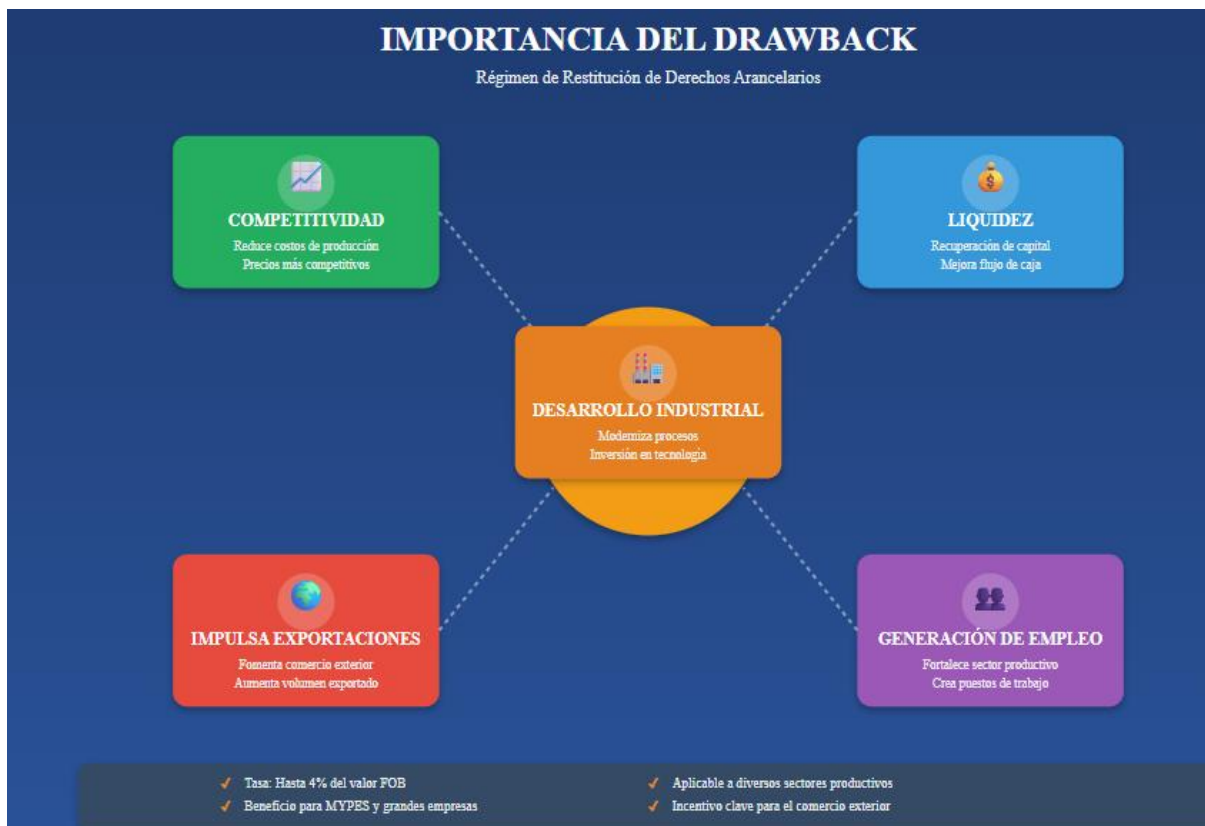 IMPORTANCIA DEL DRAWBACK
Régimen de Restitución de Derechos Arancelarios
COMPETITIVIDAD
Reduce costos de producción
Precios más competitivos
LIQUIDEZ
Recuperación de capital
Mejora flujo de caja
DESARROLLO INDUSTRIAL
Moderniza procesos
Inversión en tecnología
IMPULSA EXPORTACIONES
Fomenta comercio exterior
Aumenta volumen exportado
GENERACIÓN DE EMPLEO
Fortalece sector productivo
Crea puestos de trabajo
✓ Tasa: Hasta 4% del valor FOB
✓ Beneficio para MYPES y grandes empresas
✓ Aplicable a diversos sectores productivos
✓ Incentivo clave para el comercio exterior